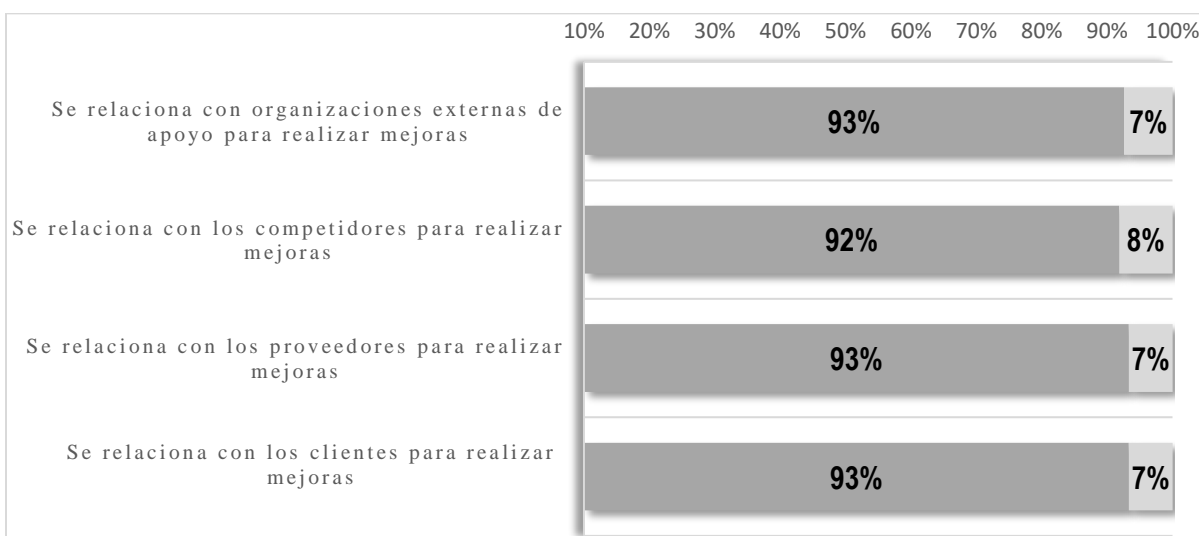 10% 20% 30% 40% 50% 60% 70% 80% 90% 100%
Se relaciona con organizaciones externas de
apoyo para realizar mejoras
93% 7%
Se relaciona con los competidores para realizar
mejoras
92% 8%
Se relaciona con los proveedores para realizar
mejoras
93% 7%
Se relaciona con los clientes para realizar
mejoras
93% 7%